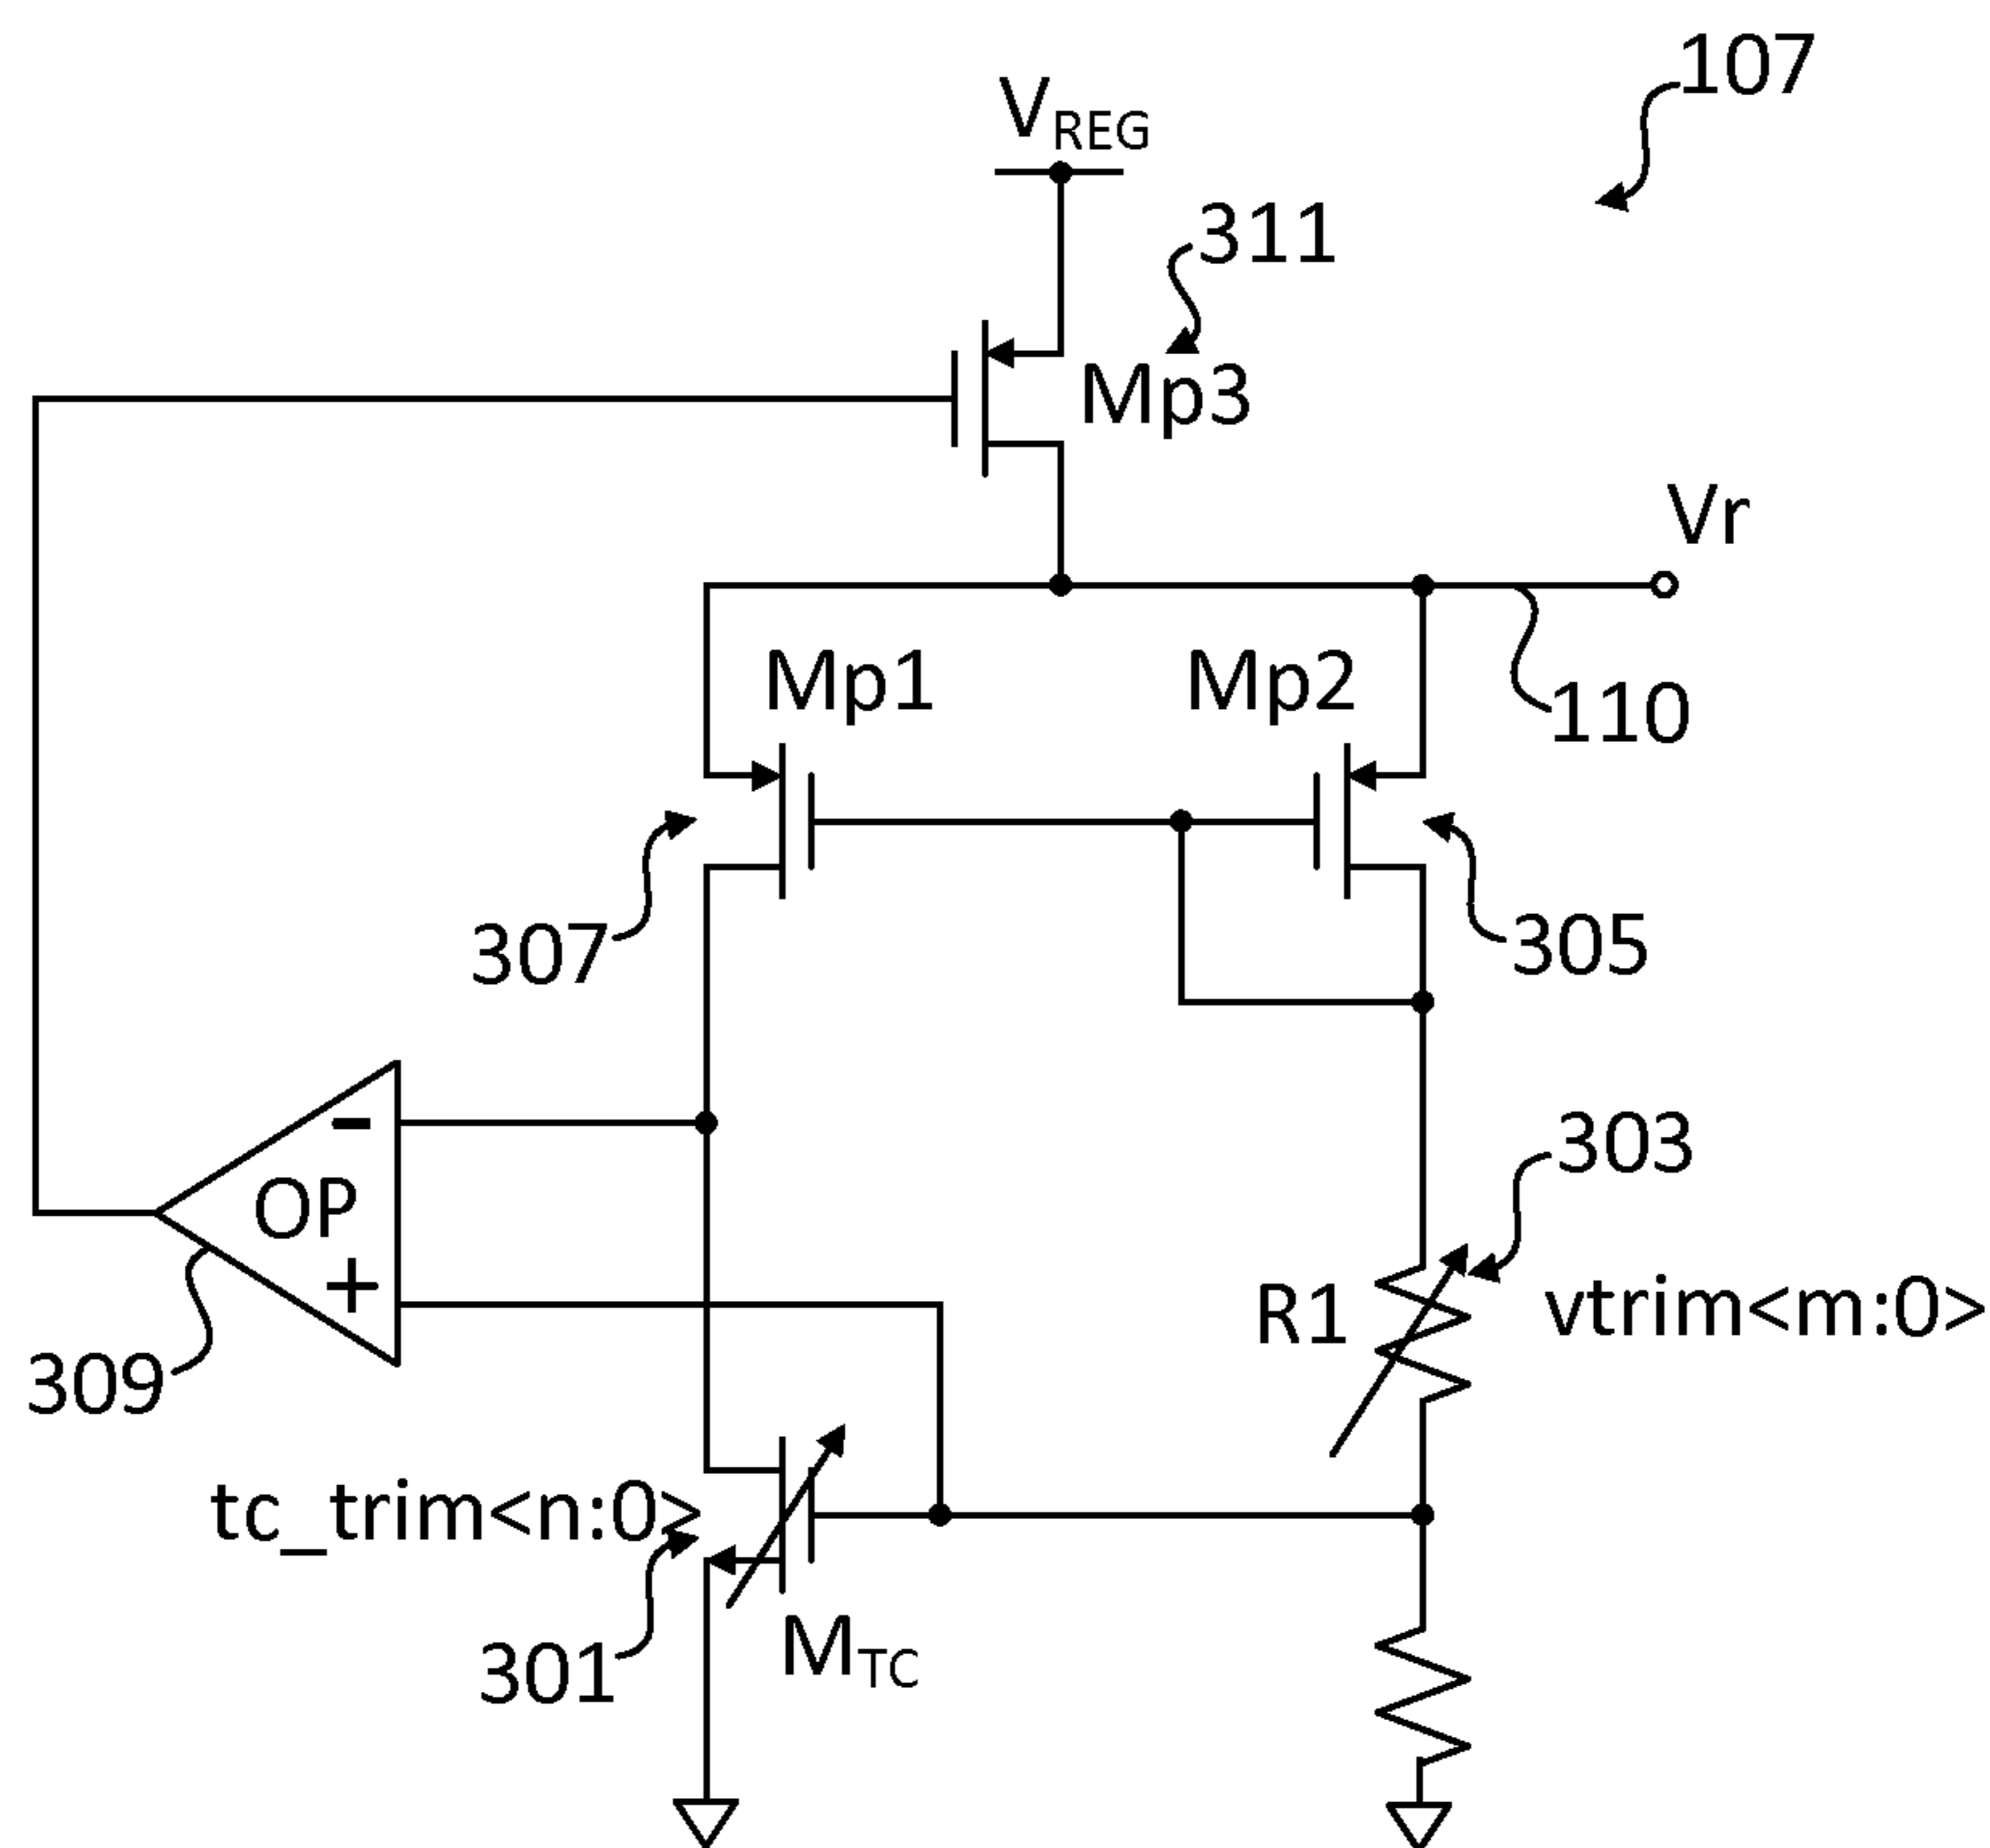 107
VREG
311
Mp3
Vr
Mp1
Mp2
110
307
305
-
OP
+
303
R1
vtrim<m:0>
309
tc_trim<n:0>
301
MTC